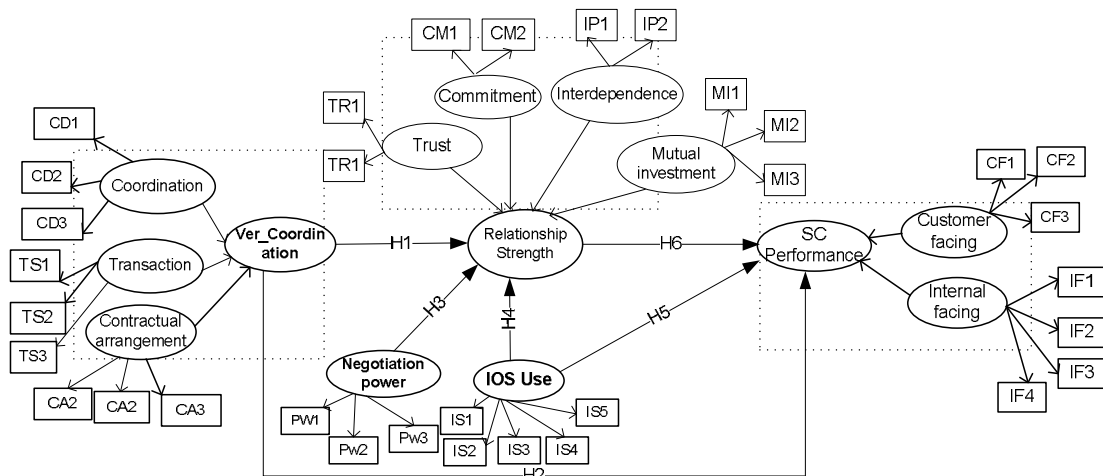 CM1
CM2
IP1
IP2
Commitment
Interdependence
TR1
Trust
TR1
MI1
MI2
MI3
Mutual
investment
CD1
CD2
CD3
Coordination
TS1
TS2
TS3
Transaction
Contractual
arrangement
CA2
CA2
CA3
Ver_Coordin
ation
H1
Relationship
Strength
H6
SC
Performance
CF1
CF2
CF3
Customer
facing
Internal
facing
IF1
IF2
IF3
IF4
H3
H4
H5
Negotiation
power
PW1
Pw2
Pw3
IOS Use
IS1
IS2
IS3
IS4
IS5
H2